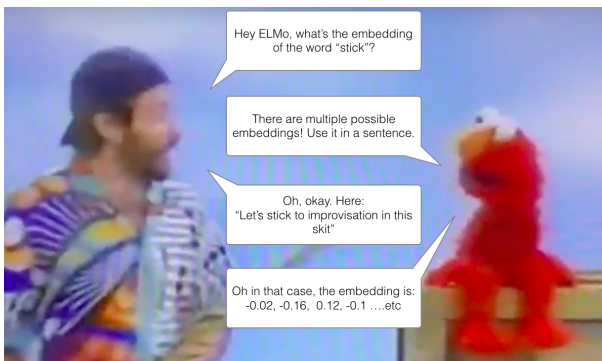 Hey ELMo, what's the embedding
of the word "stick"?
There are multiple possible
embeddings! Use it in a sentence.
Oh, okay. Here:
"Let's stick to improvisation in this
skit"
Oh in that case, the embedding is:
-0.02, -0.16, 0.12, -0.1 ....etc